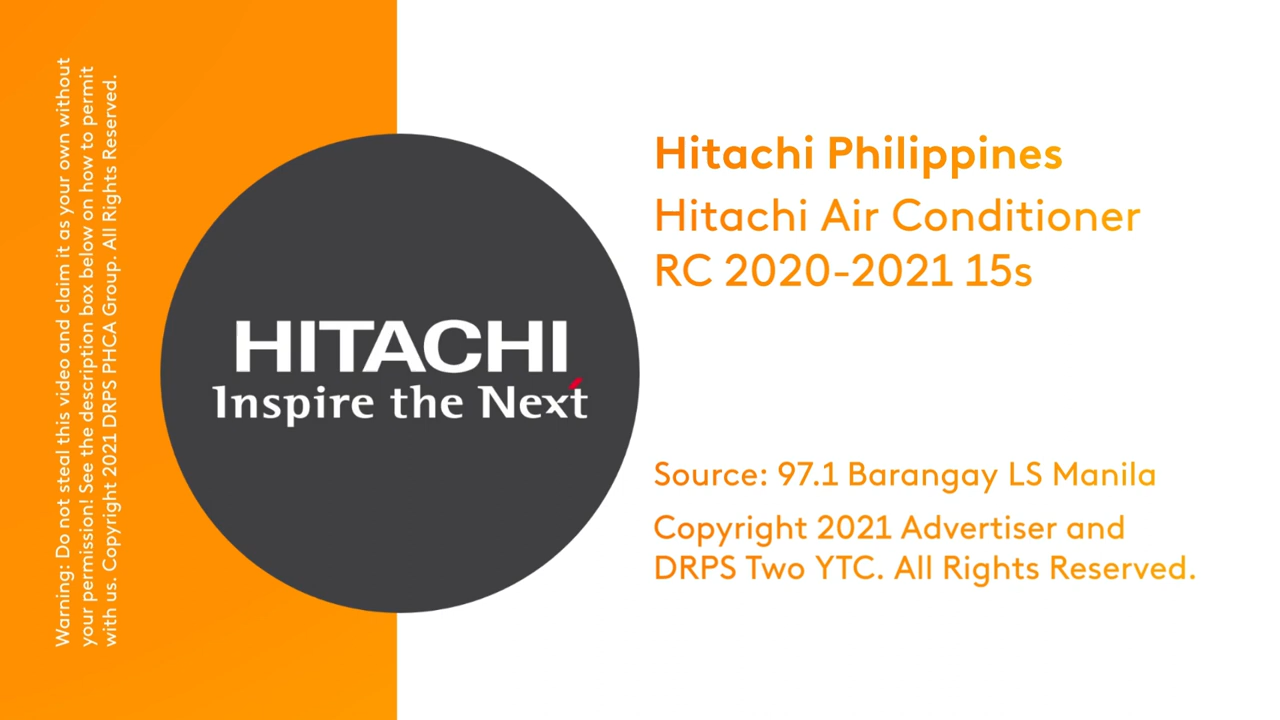 Warning: Do not steal this video and claim it as your own without
your permission! See the description box below on how to permit
with us. Copyright 2021 DRPS PHCA Group. All Rights Reserved.
HITACHI
Inspire the Next
Hitachi Philippines
Hitachi Air Conditioner
RC 2020-2021 15s
Source: 97.1 Barangay LS Manila
Copyright 2021 Advertiser and
DRPS Two YTC. All Rights Reserved.